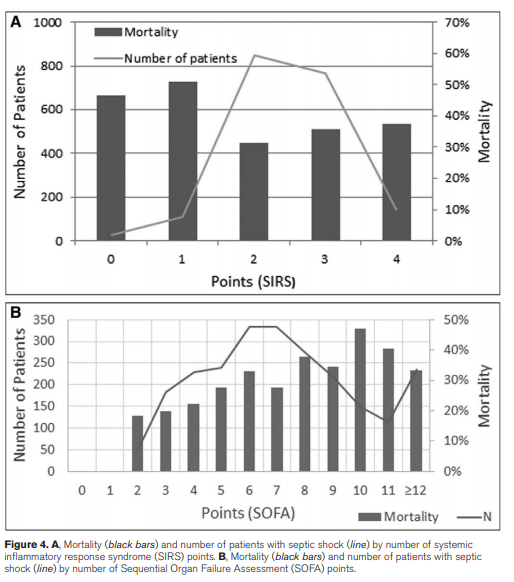 A
1000
800
600
400
200
0
Number of Patients
Mortality
Number of patients
70%
60%
50%
40%
30%
20%
10%
0%
Mortality
0 1 2 3 4
Points (SIRS)
B
350
300
250
200
150
100
50
0
Number of Patients
50%
40%
30%
20%
10%
0%
Mortality
0 1 2 3 4 5 6 7 8 9 10 11 ≥12
Points (SOFA)
Mortality N
Figure 4. A, Mortality (black bars) and number of patients with septic shock (line) by number of systemic
inflammatory response syndrome (SIRS) points. B, Mortality (black bars) and number of patients with septic
shock (line) by number of Sequential Organ Failure Assessment (SOFA) points.